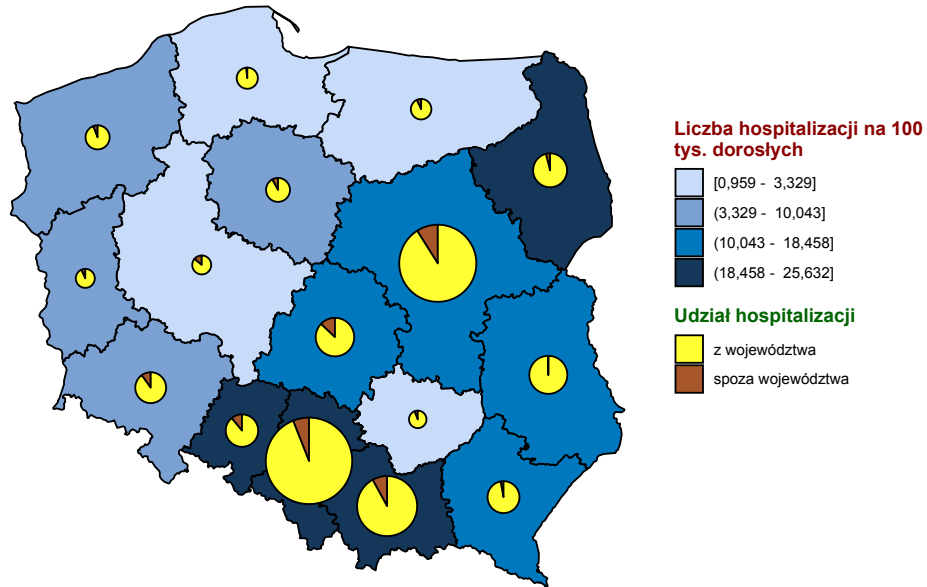 Liczba hospitalizacji na 100
tys. dorosłych
[0,959 - 3,329]
(3,329 - 10,043]
(10,043 - 18,458]
(18,458 - 25,632]
Udział hospitalizacji
z województwa
spoza województwa